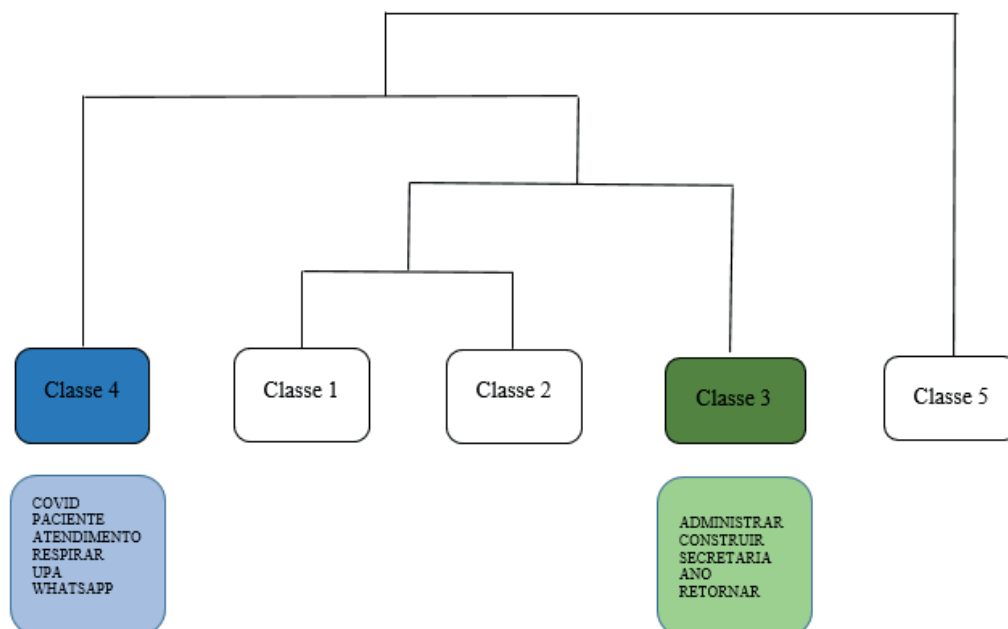 Classe 4
Classe 1
Classe 2
Classe 3
Classe 5
COVID
PACIENTE
ATENDIMENTO
RESPIRAR
UPA
WHATSAPP
ADMINISTRAR
CONSTRUIR
SECRETARIA
ANO
RETORNAR